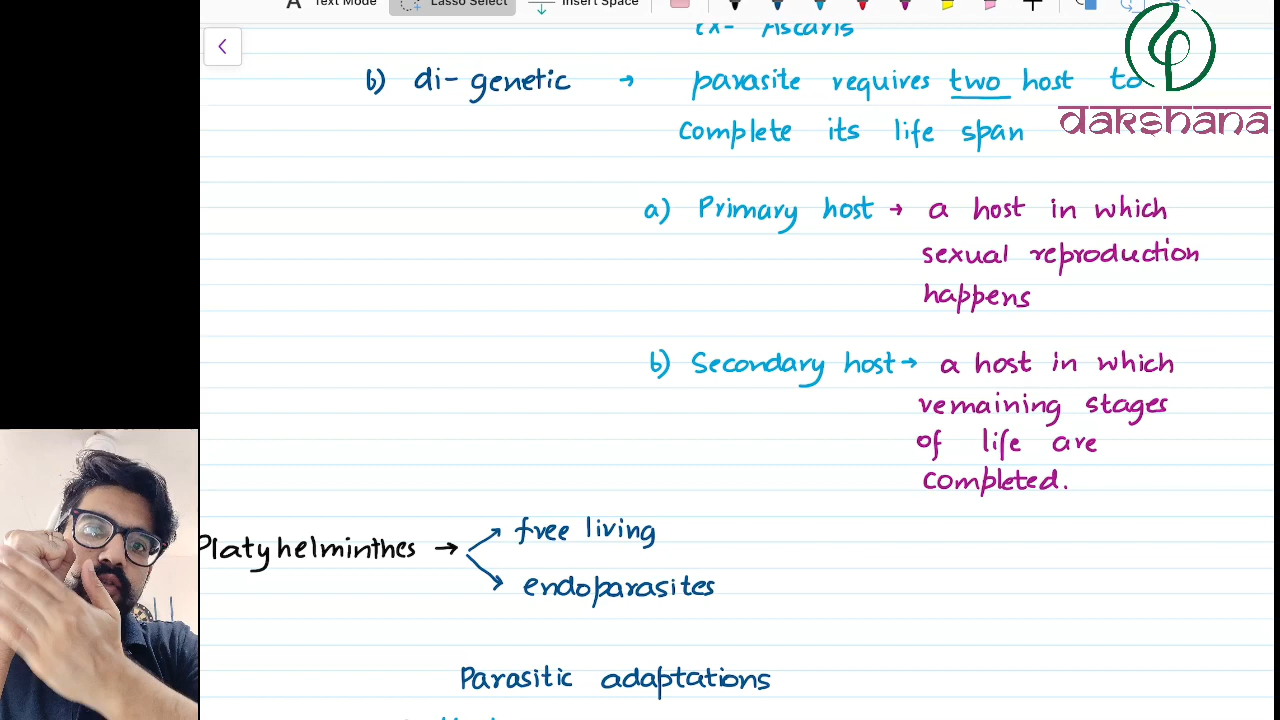 Text Mode
Lasso Select
Insert Space
ex- Ascaris
b) di-genetic → parasite requires two host to
complete its life span
dakshana
a) Primary host → a host in which
sexual reproduction
happens
b) Secondary host → a host in which
remaining stages
of life are
completed.
Platyhelminthes → free living
endoparasites
Parasitic adaptations